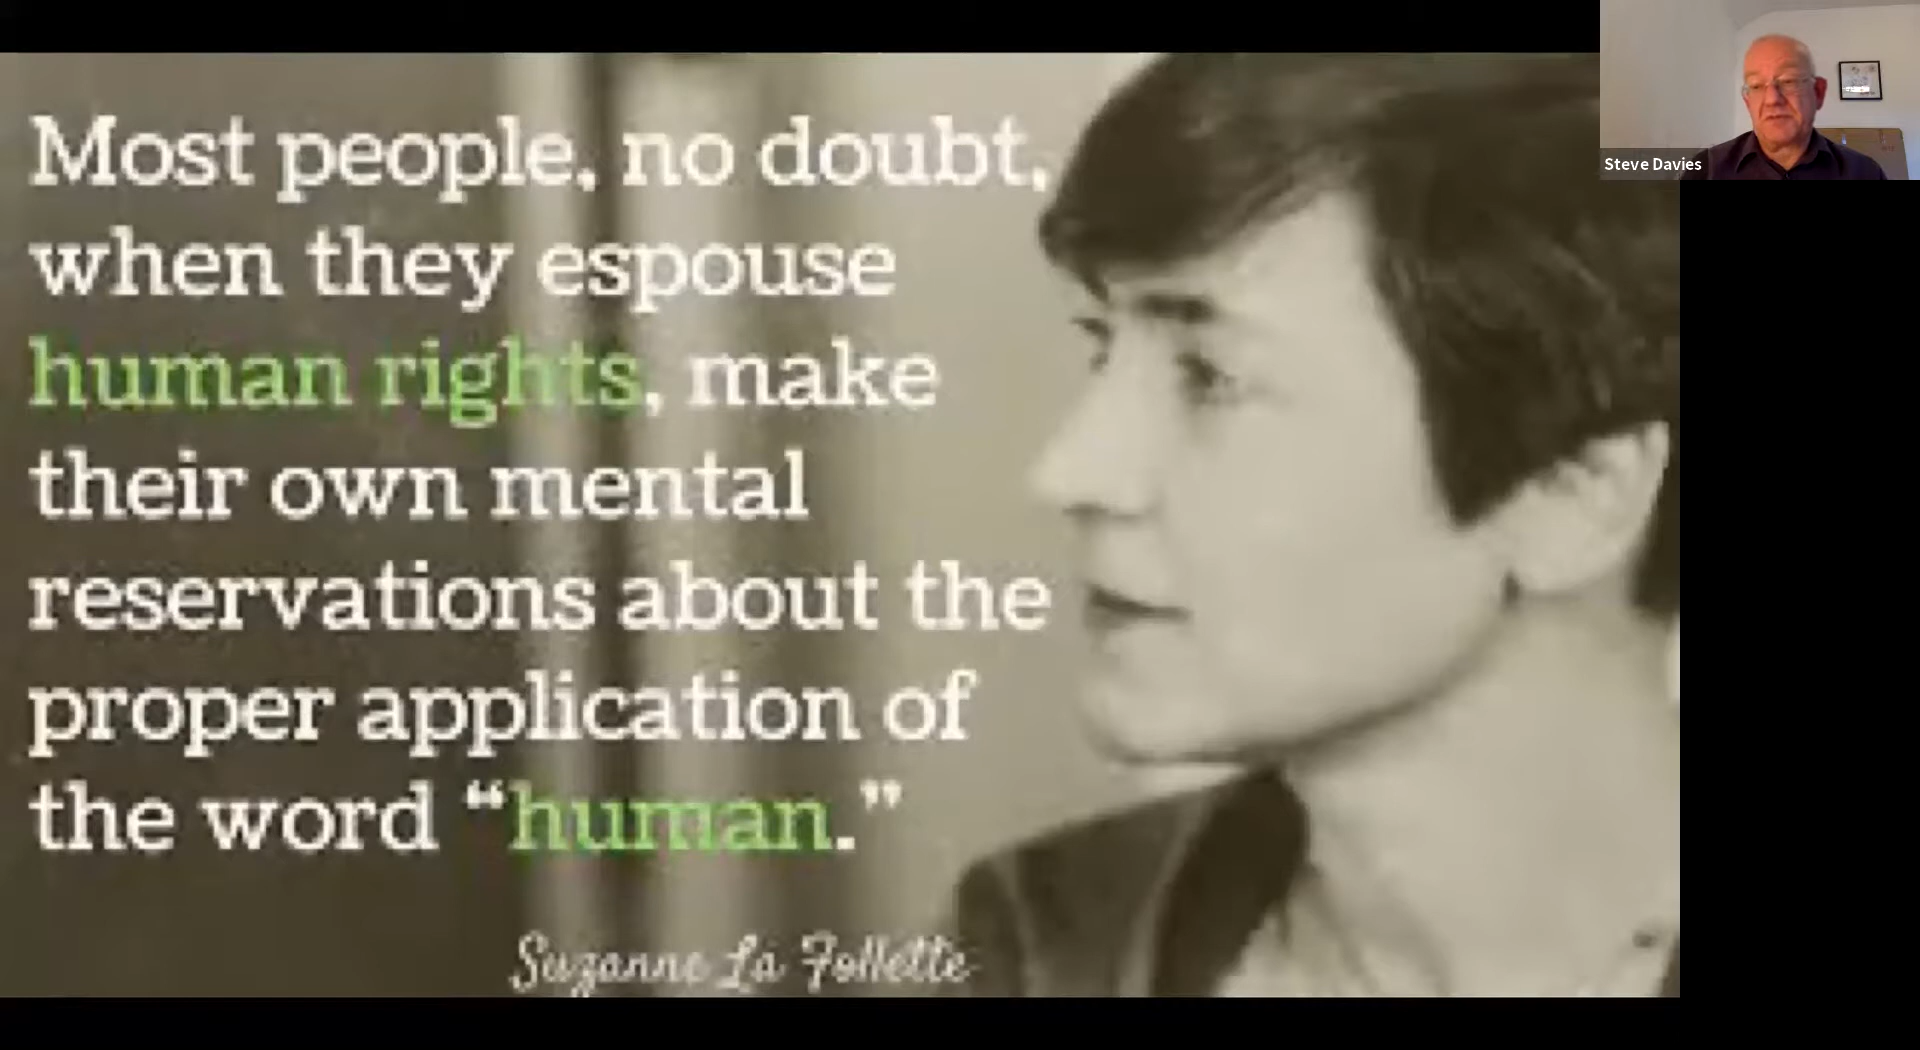 Most people, no doubt,
when they espouse
human rights, make
their own mental
reservations about the
proper application of
the word “human.”
Suzanne La Follette
Steve Davies